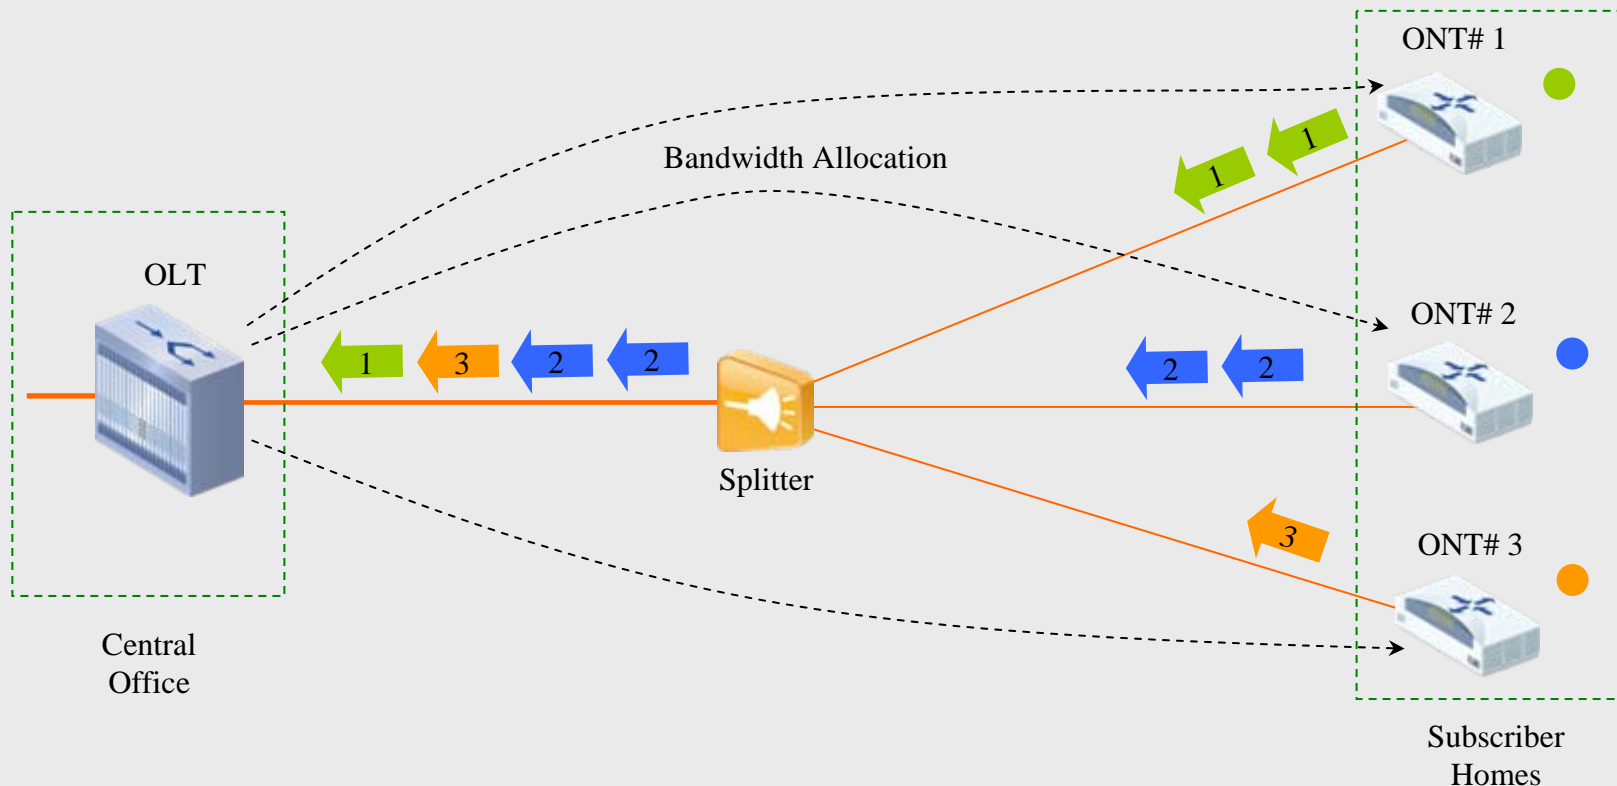 ONT# 1
1
1
Bandwidth Allocation
OLT
ONT# 2
1
3
2
2
2
2
Splitter
3
ONT# 3
Central
Office
Subscriber
Homes